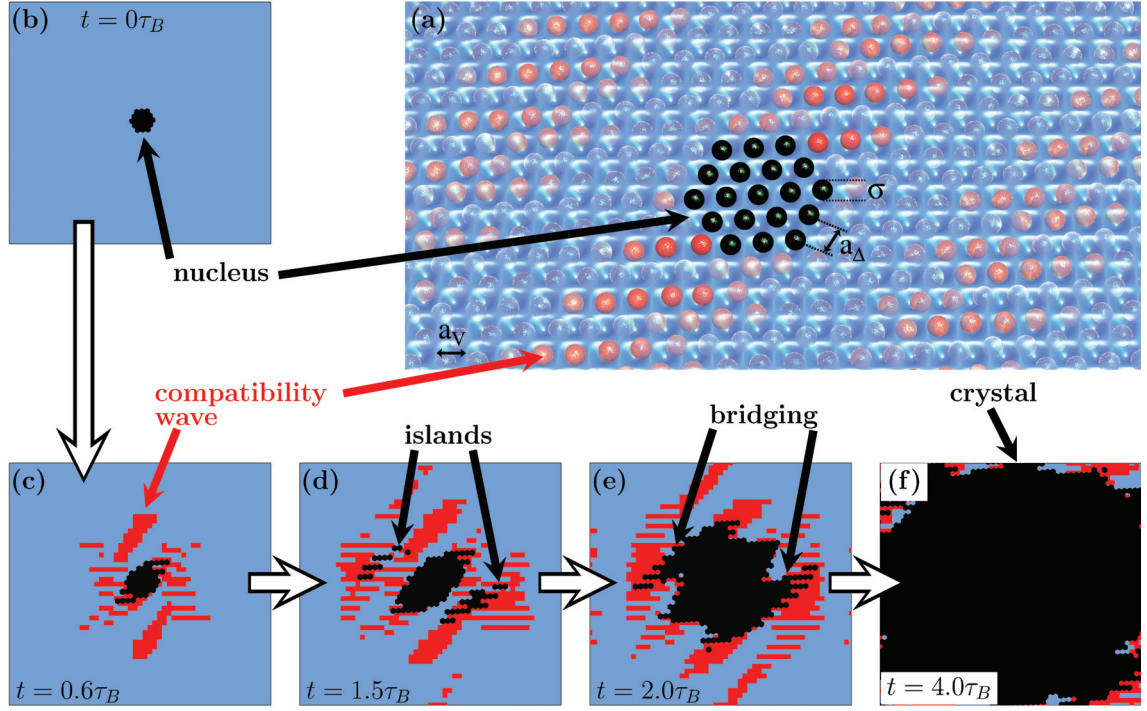 (b) t = 0τ_B
(a)
nucleus
σ
a_Δ
a_V
compatibility
wave
islands
bridging
crystal
(c)
(d)
(e)
(f)
t = 0.6τ_B
t = 1.5τ_B
t = 2.0τ_B
t = 4.0τ_B